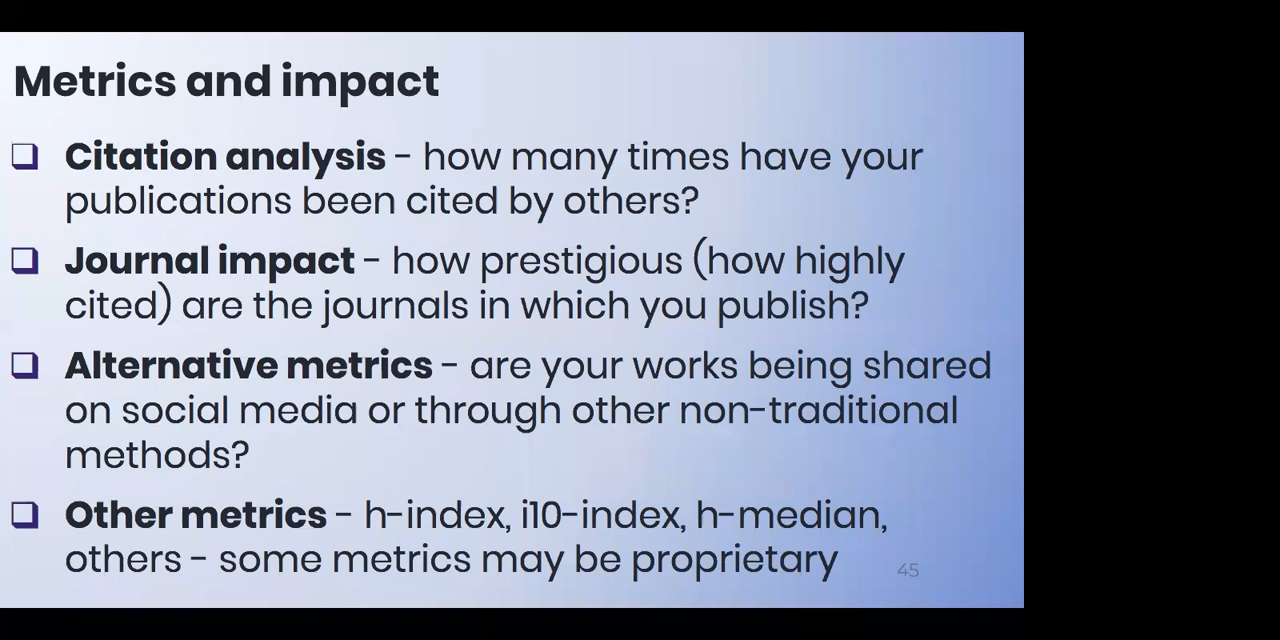 Metrics and impact
❑ Citation analysis - how many times have your
publications been cited by others?
❑ Journal impact - how prestigious (how highly
cited) are the journals in which you publish?
❑ Alternative metrics - are your works being shared
on social media or through other non-traditional
methods?
❑ Other metrics - h-index, i10-index, h-median,
others - some metrics may be proprietary
45